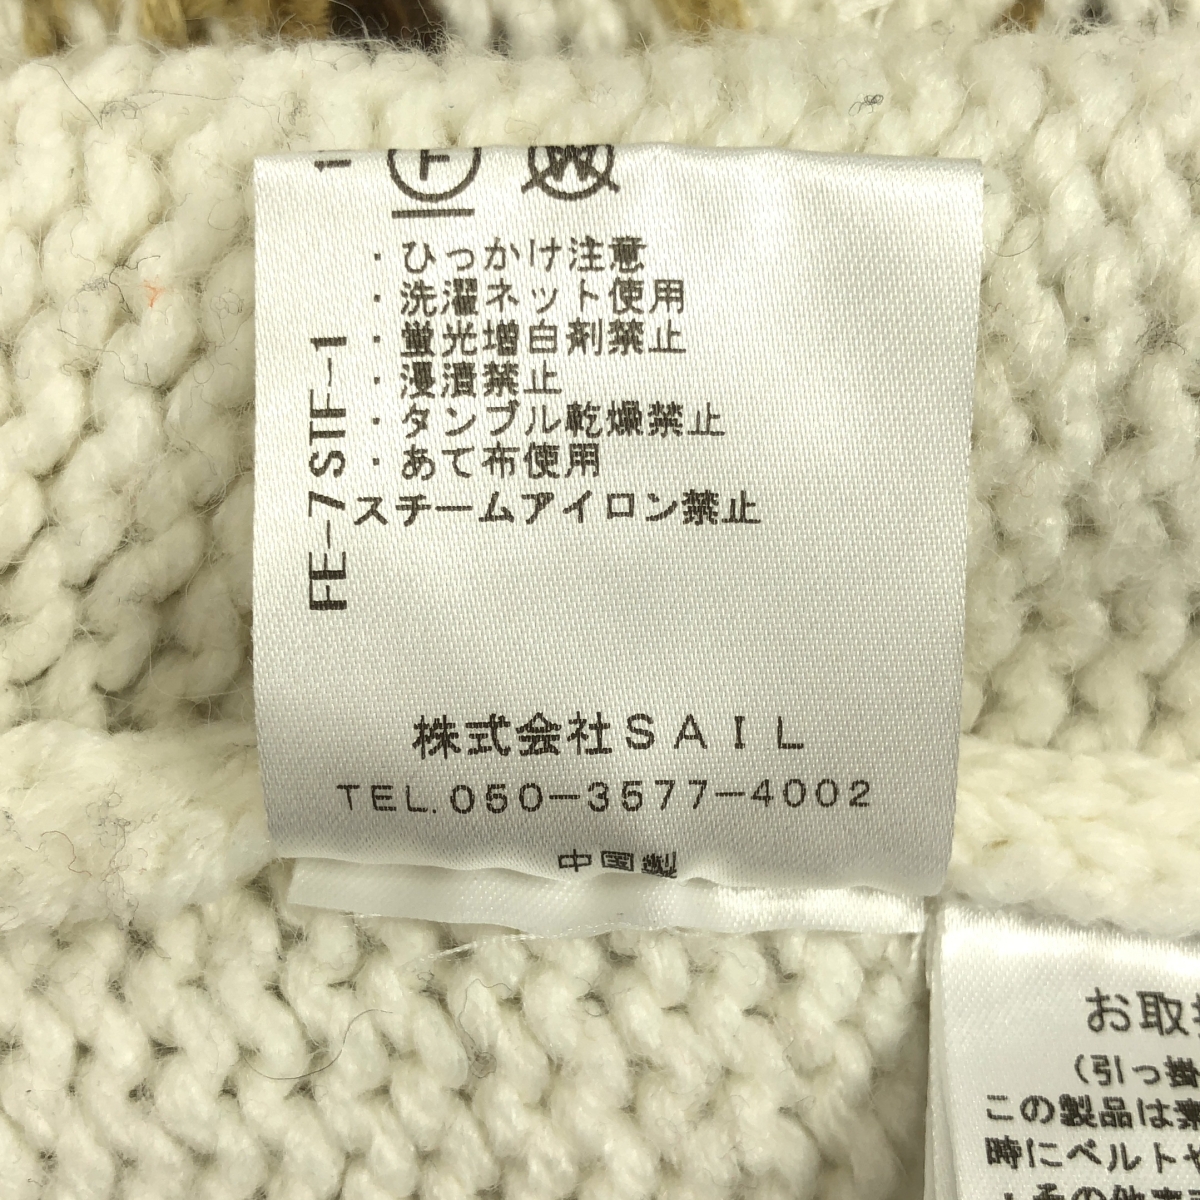 F W
・ひっかけ注意
・洗濯ネット使用
・蛍光増白剤禁止
・浸漬禁止
・タンブル乾燥禁止
・あて布使用
スチームアイロン禁止
FE-7 STF-1
株式会社SAIL
TEL.050-3577-4002
中国製
お取
(引っ掛
この製品は素
時にベルトや